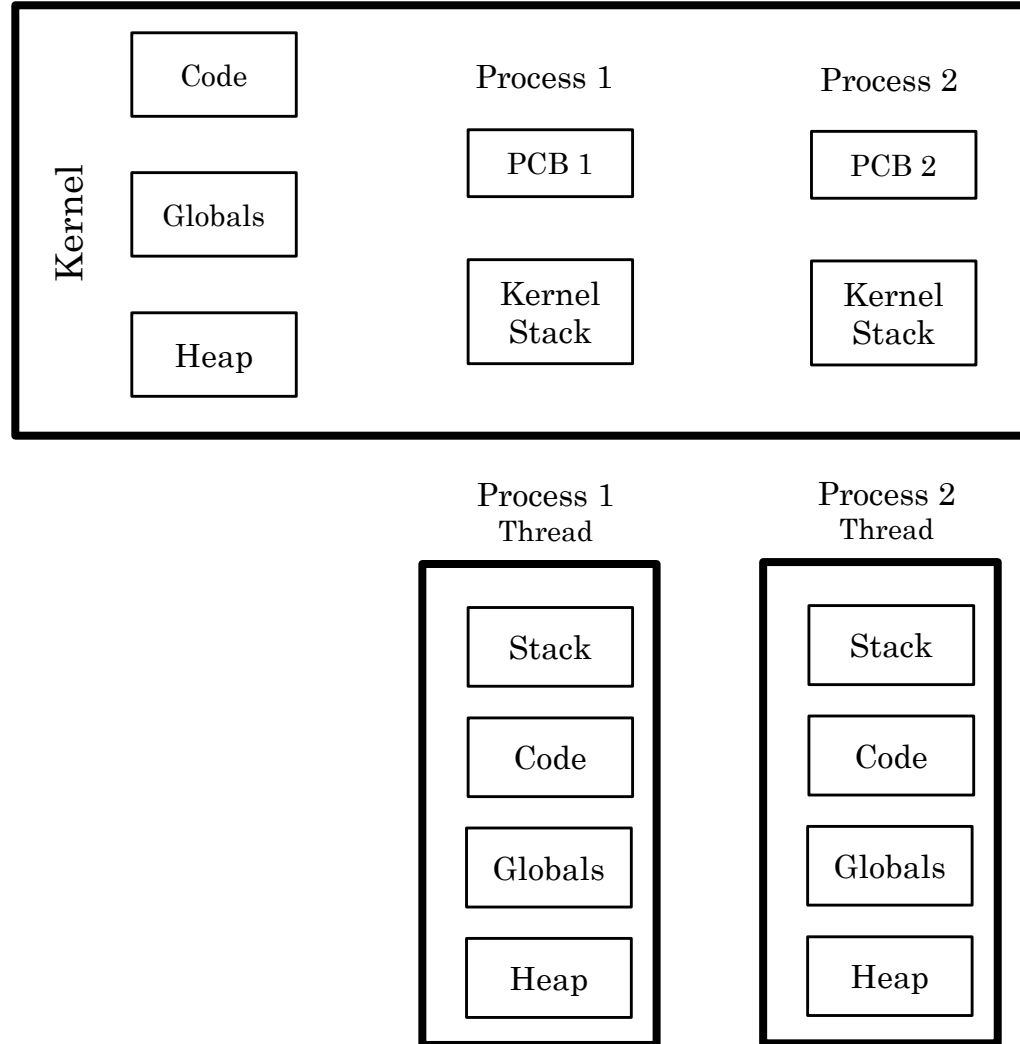 Kernel
Code
Globals
Heap
Process 1
PCB 1
Kernel
Stack
Process 2
PCB 2
Kernel
Stack
Process 1
Thread
Stack
Code
Globals
Heap
Process 2
Thread
Stack
Code
Globals
Heap